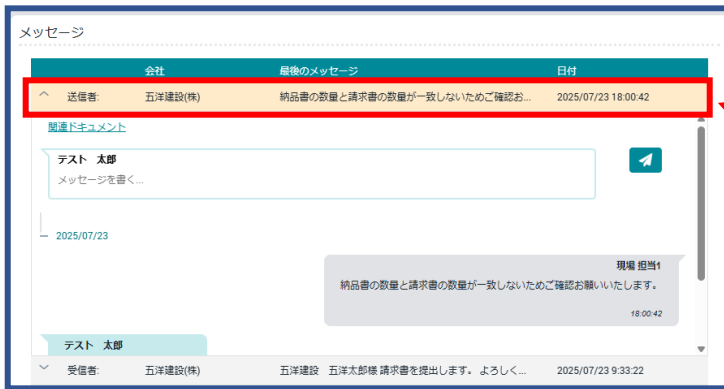 メッセージ
会社 最後のメッセージ 日付
送信者: 五洋建設(株) 納品書の数量と請求書の数量が一致しないためご確認お... 2025/07/23 18:00:42
関連ドキュメント
テスト 太郎
メッセージを書く...
2025/07/23
現場 担当1
納品書の数量と請求書の数量が一致しないためご確認お願いいたします。
18:00:42
テスト 太郎
受信者: 五洋建設(株) 五洋建設 五洋太郎様 請求書を提出します。 よろしく... 2025/07/23 9:33:22